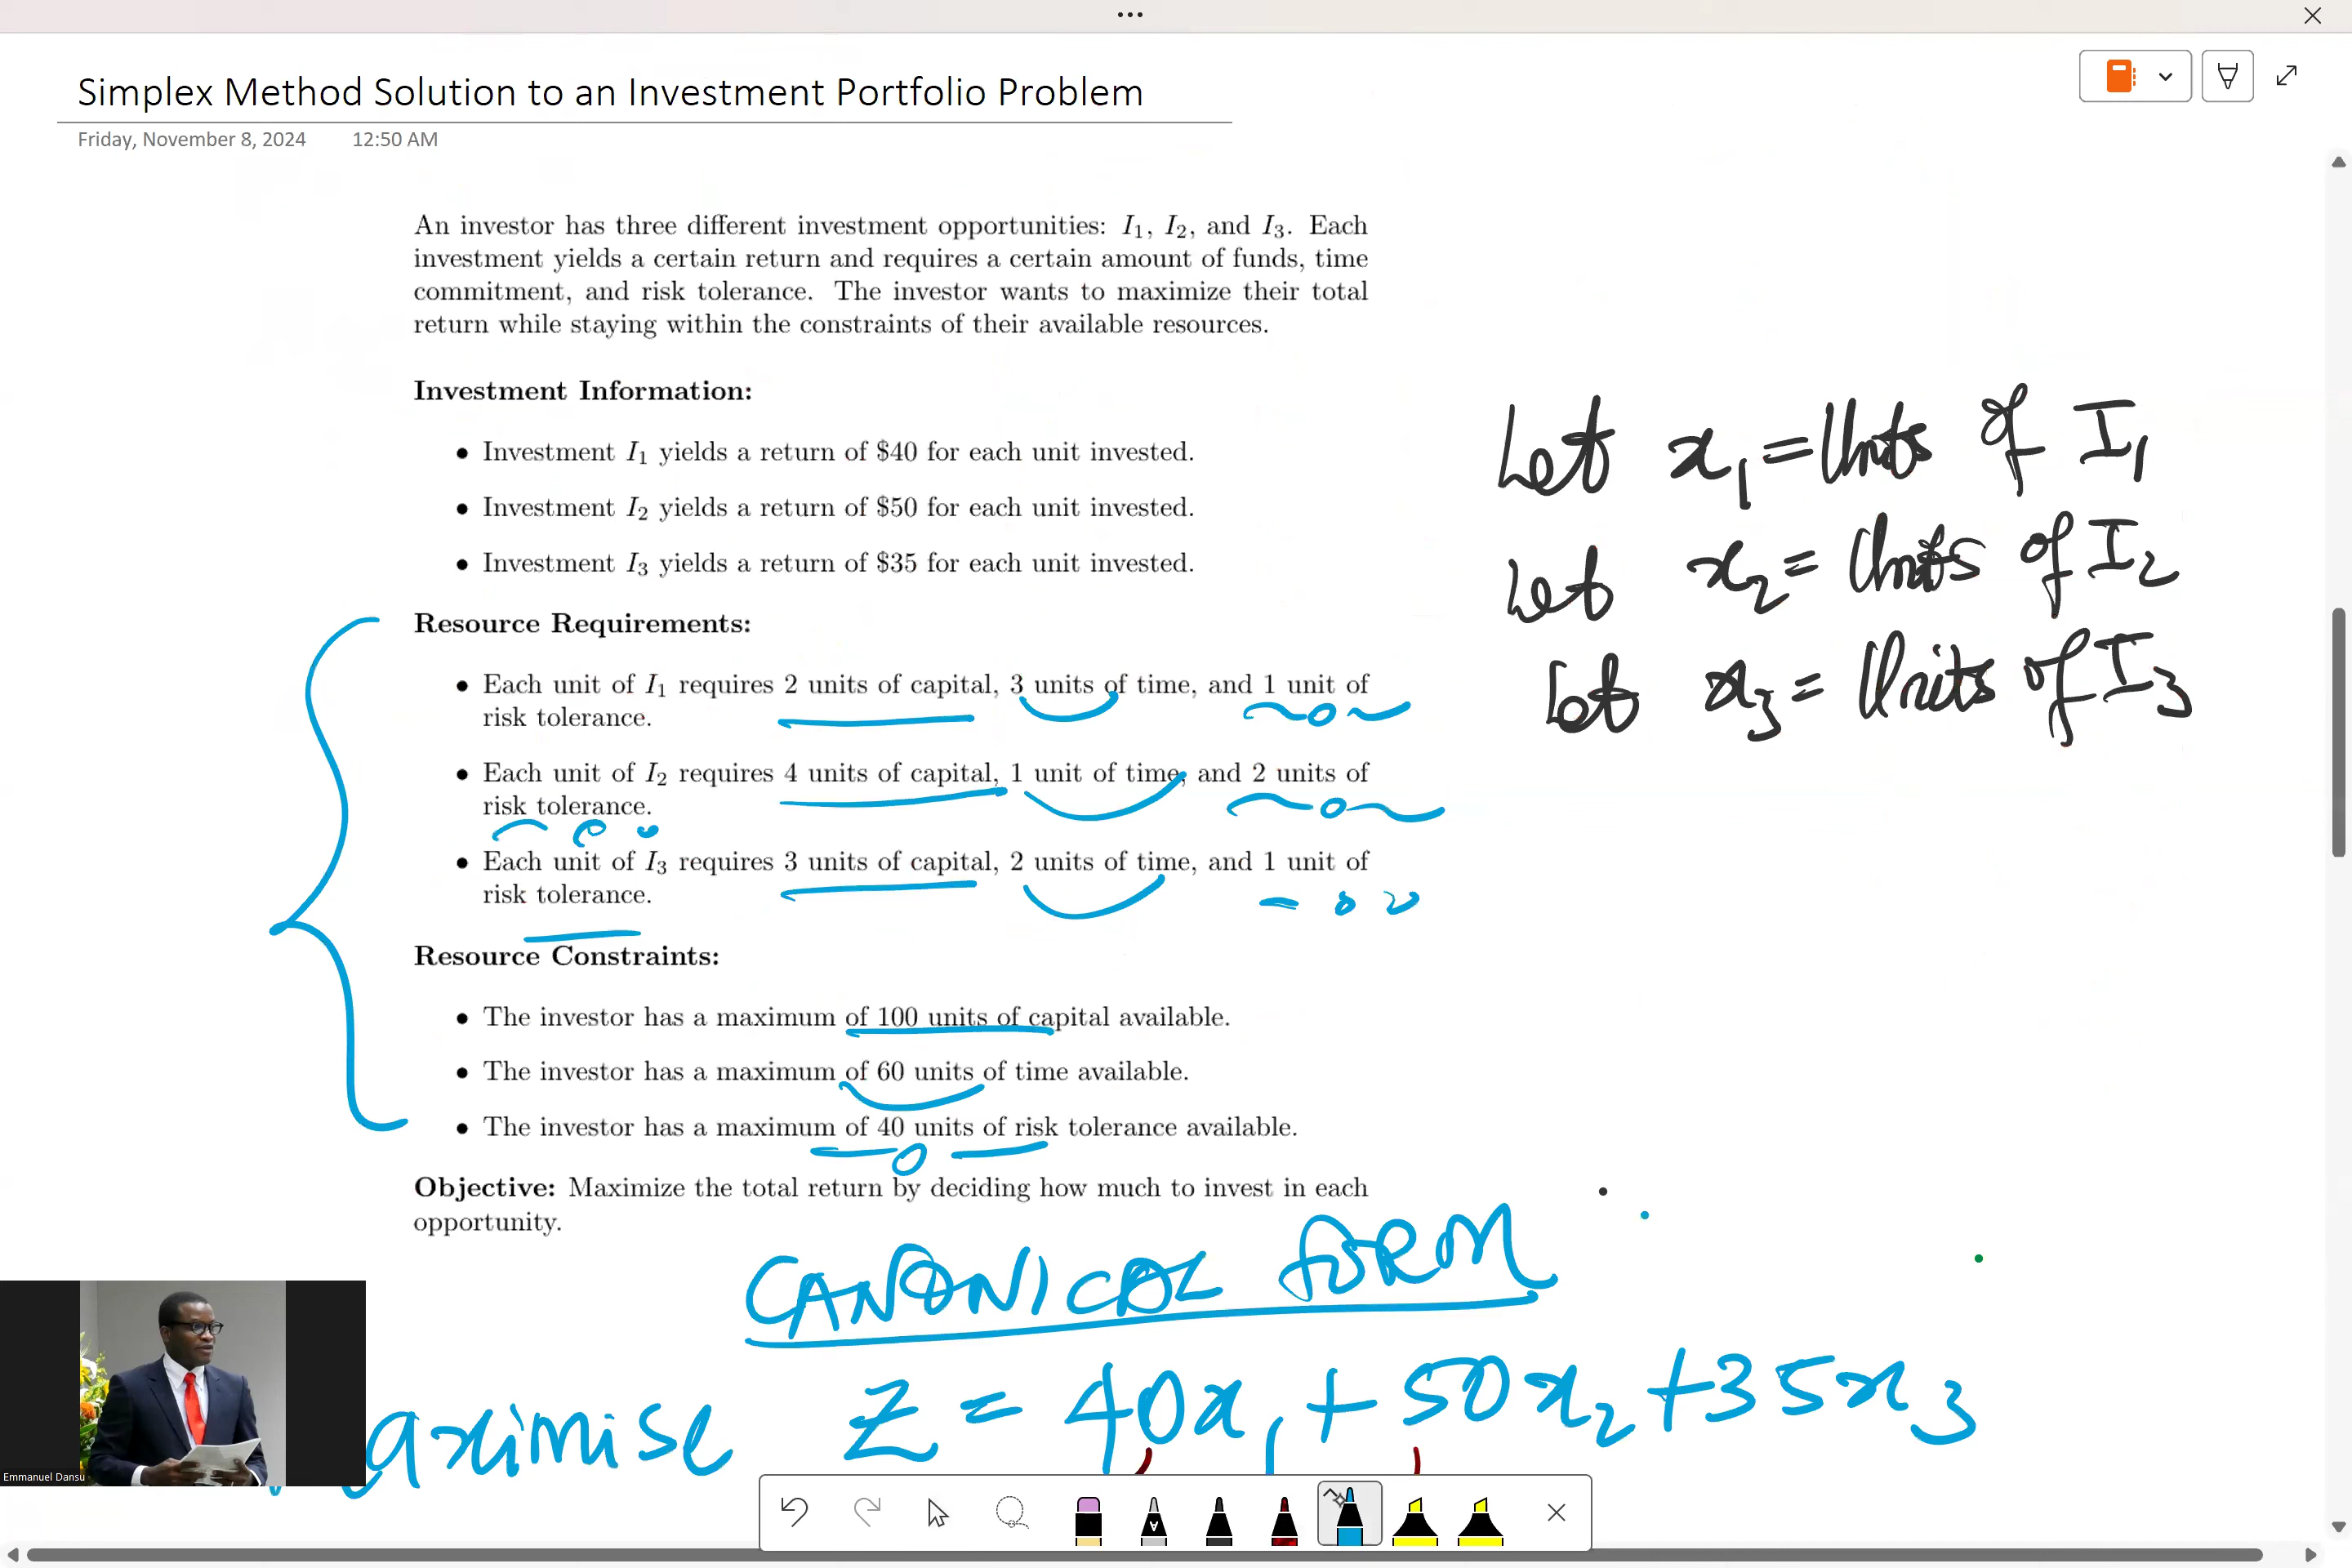 Simplex Method Solution to an Investment Portfolio Problem
Friday, November 8, 2024 12:50 AM
An investor has three different investment opportunities: I₁, I₂, and I₃. Each
investment yields a certain return and requires a certain amount of funds, time
commitment, and risk tolerance. The investor wants to maximize their total
return while staying within the constraints of their available resources.
Investment Information:
• Investment I₁ yields a return of $40 for each unit invested.
• Investment I₂ yields a return of $50 for each unit invested.
• Investment I₃ yields a return of $35 for each unit invested.
Resource Requirements:
• Each unit of I₁ requires 2 units of capital, 3 units of time, and 1 unit of
risk tolerance.
• Each unit of I₂ requires 4 units of capital, 1 unit of time, and 2 units of
risk tolerance.
• Each unit of I₃ requires 3 units of capital, 2 units of time, and 1 unit of
risk tolerance.
Resource Constraints:
• The investor has a maximum of 100 units of capital available.
• The investor has a maximum of 60 units of time available.
• The investor has a maximum of 40 units of risk tolerance available.
Objective: Maximize the total return by deciding how much to invest in each
opportunity.
Let x₁ = Units of I₁
Let x₂ = Units of I₂
Let x₃ = Units of I₃
CANONICAL FORM
aximise Z = 40x₁ + 50x₂ + 35x₃
Emmanuel Dansu